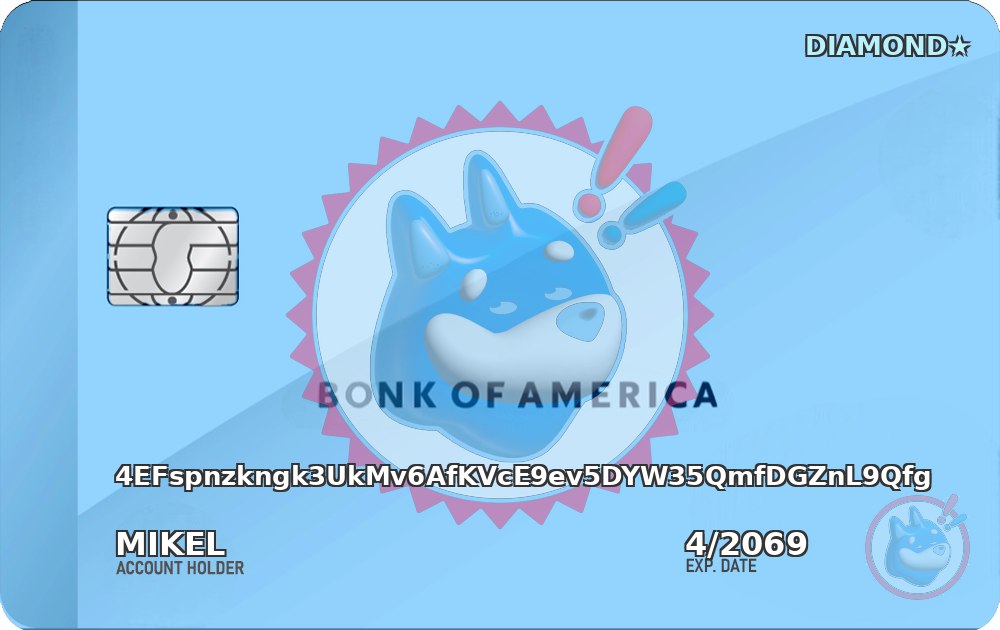 DIAMOND☆
BONK OF AMERICA
4EFspnzkngk3UkMv6AfKVcE9ev5DYW35QmfDGZnL9Qfg
MIKEL
ACCOUNT HOLDER
4/2069
EXP. DATE